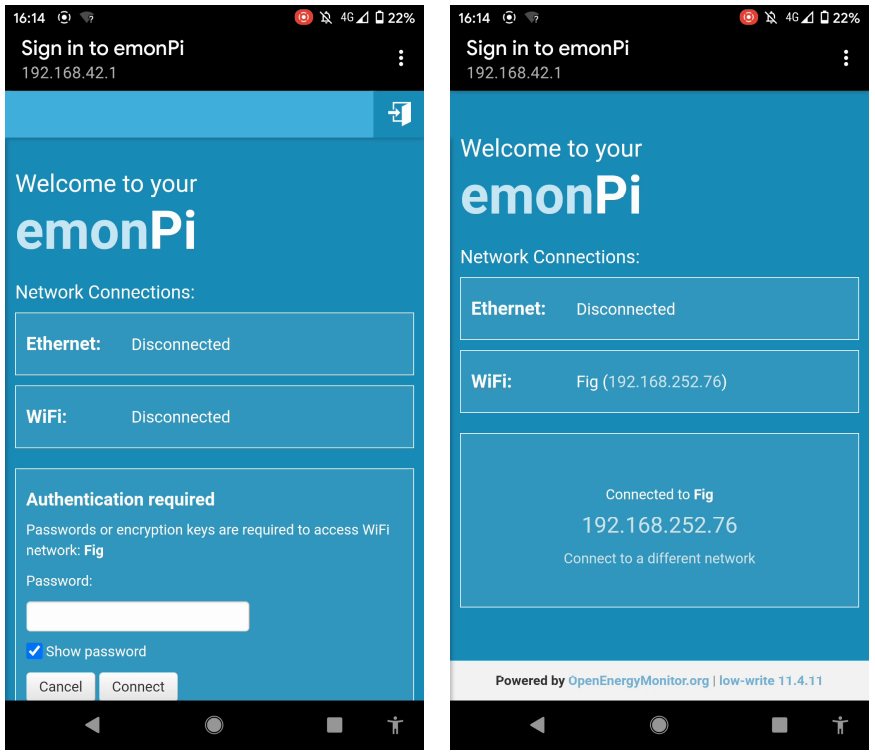 16:14
4G
22%
Sign in to emonPi
192.168.42.1
Welcome to your
emonPi
Network Connections:
Ethernet: Disconnected
WiFi: Disconnected
Authentication required
Passwords or encryption keys are required to access WiFi
network: Fig
Password:
Show password
Cancel Connect
16:14
4G
22%
Sign in to emonPi
192.168.42.1
Welcome to your
emonPi
Network Connections:
Ethernet: Disconnected
WiFi: Fig (192.168.252.76)
Connected to Fig
192.168.252.76
Connect to a different network
Powered by OpenEnergyMonitor.org | low-write 11.4.11